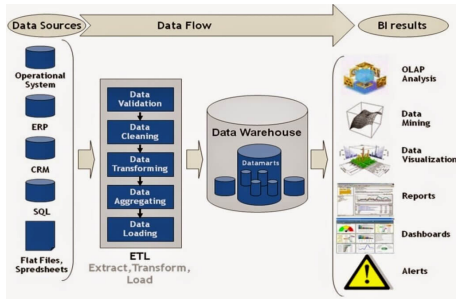 Data Sources
Data Flow
BI results
Operational
System
ERP
CRM
SQL
Flat Files,
Spredsheets
Data
Validation
Data
Cleaning
Data
Transforming
Data
Aggregating
Data
Loading
ETL
Extract,Transform,
Load
Data Warehouse
Datamarts
OLAP
Analysis
Data
Mining
Data
Visualization
Reports
Dashboards
Alerts